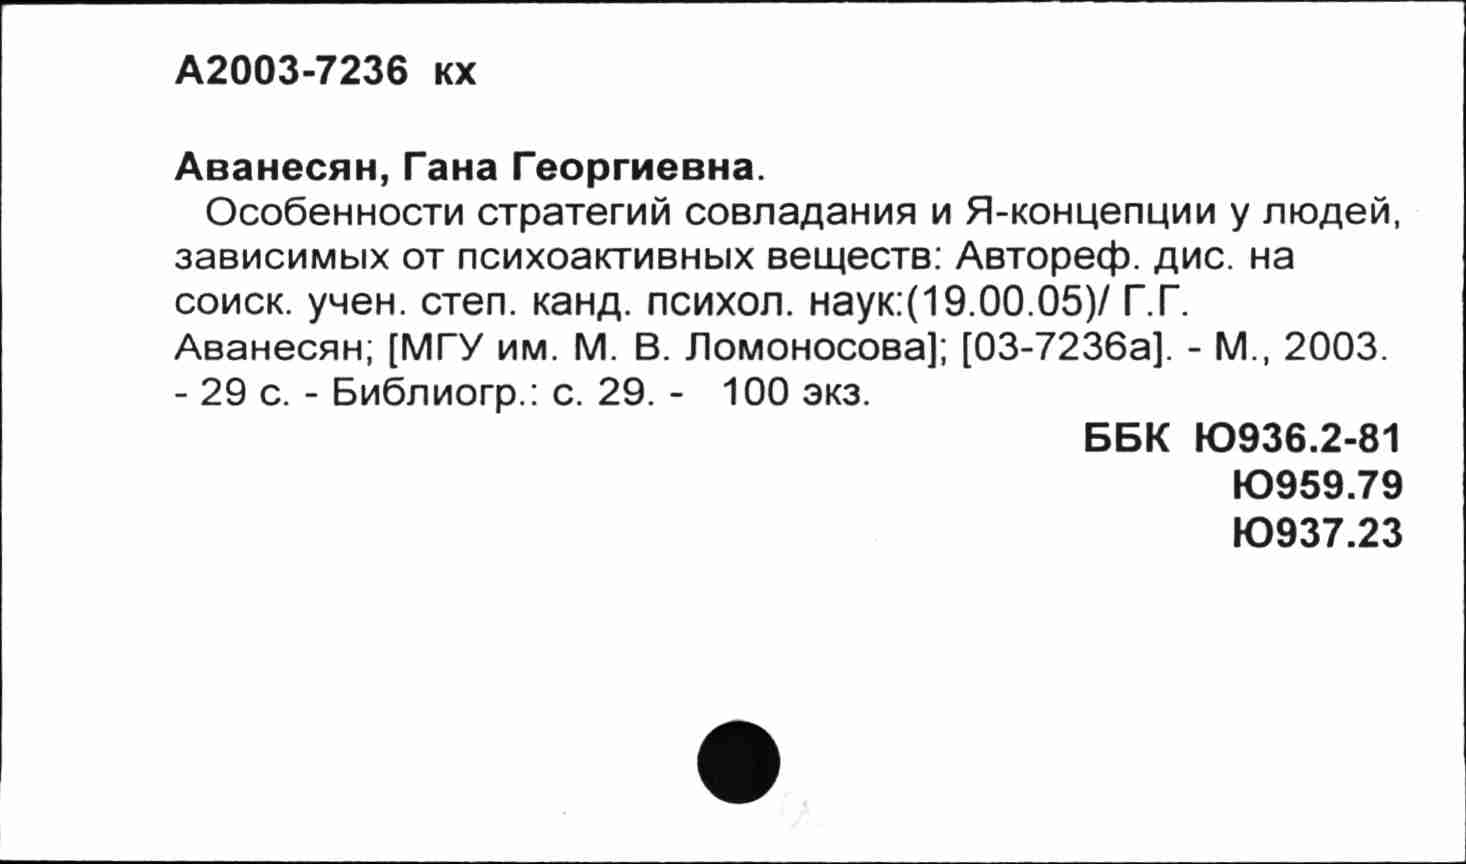 А2003-7236 кх
Аванесян, Гана Георгиевна.
Особенности стратегий совладания и Я-концепции у людей,
зависимых от психоактивных веществ: Автореф. дис. на
соиск. учен. степ. канд. психол. наук:(19.00.05)/ Г.Г.
Аванесян; [МГУ им. М. В. Ломоносова]; [03-7236а]. - М., 2003.
- 29 с. - Библиогр.: с. 29. - 100 экз.
ББК Ю936.2-81
Ю959.79
Ю937.23